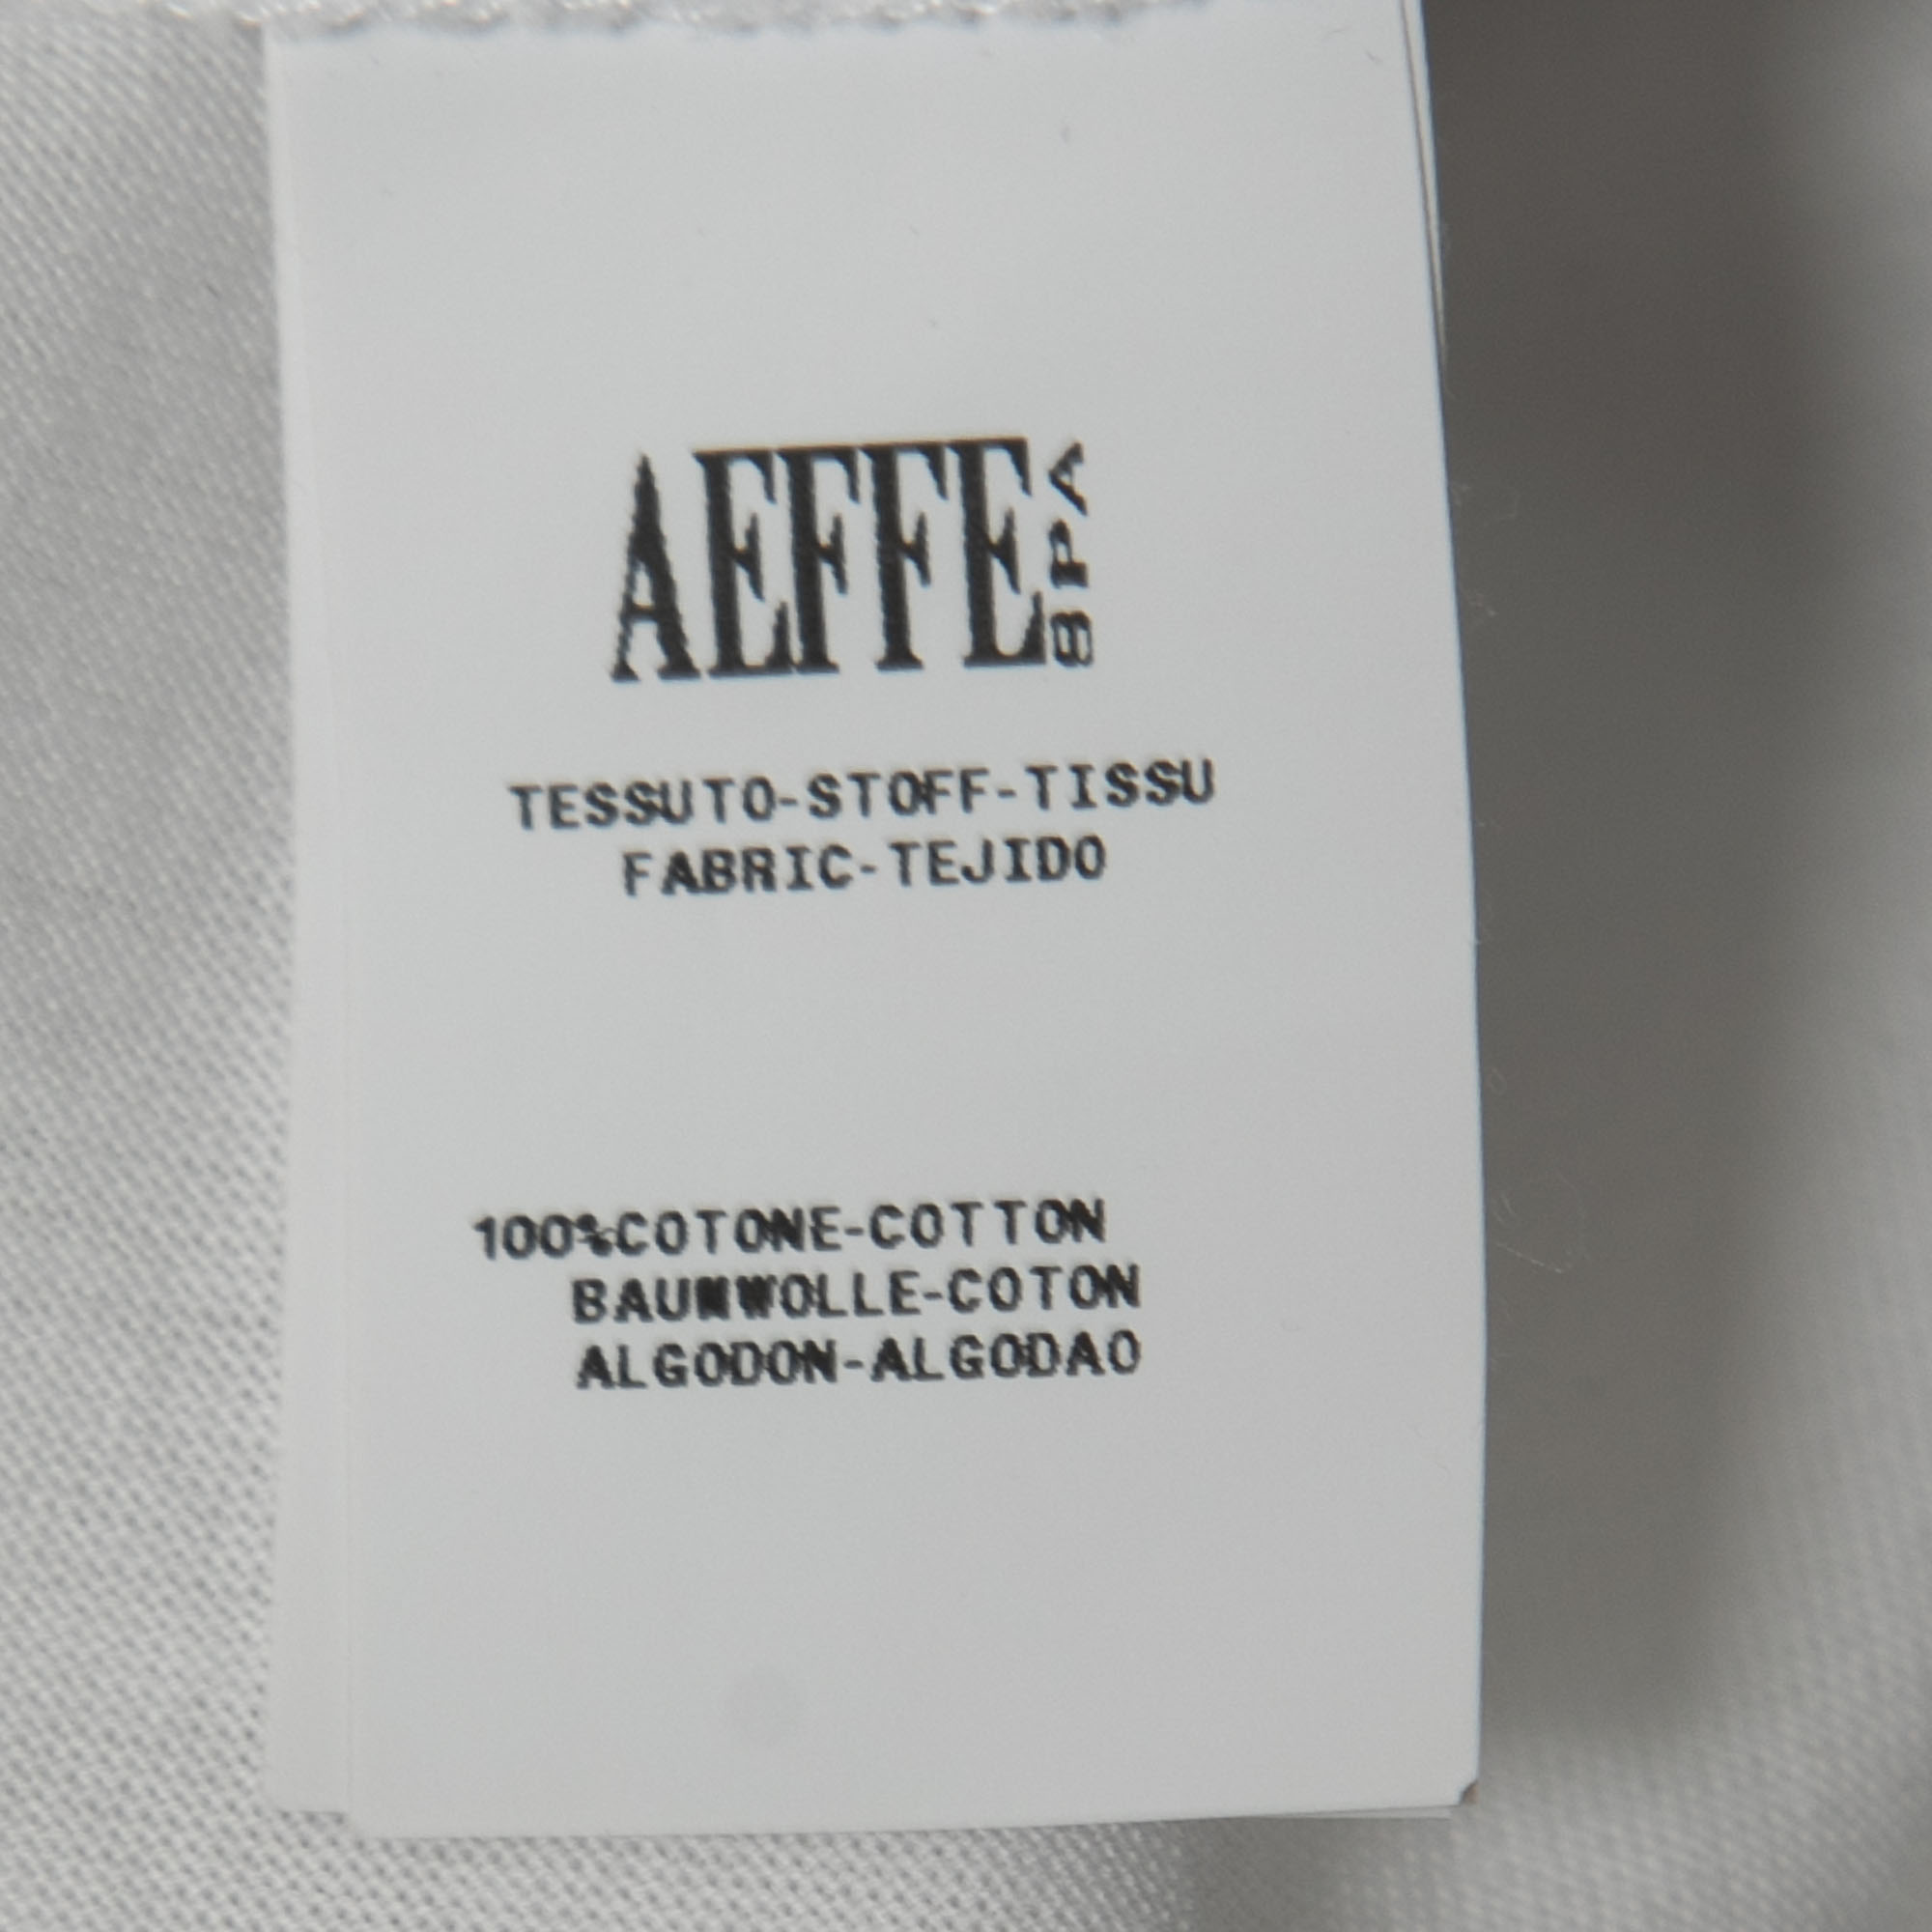 AEFFE SPA
TESSUTO-STOFF-TISSU
FABRIC-TEJIDO
100%COTONE-COTTON
BAUMWOLLE-COTON
ALGODON-ALGODAO